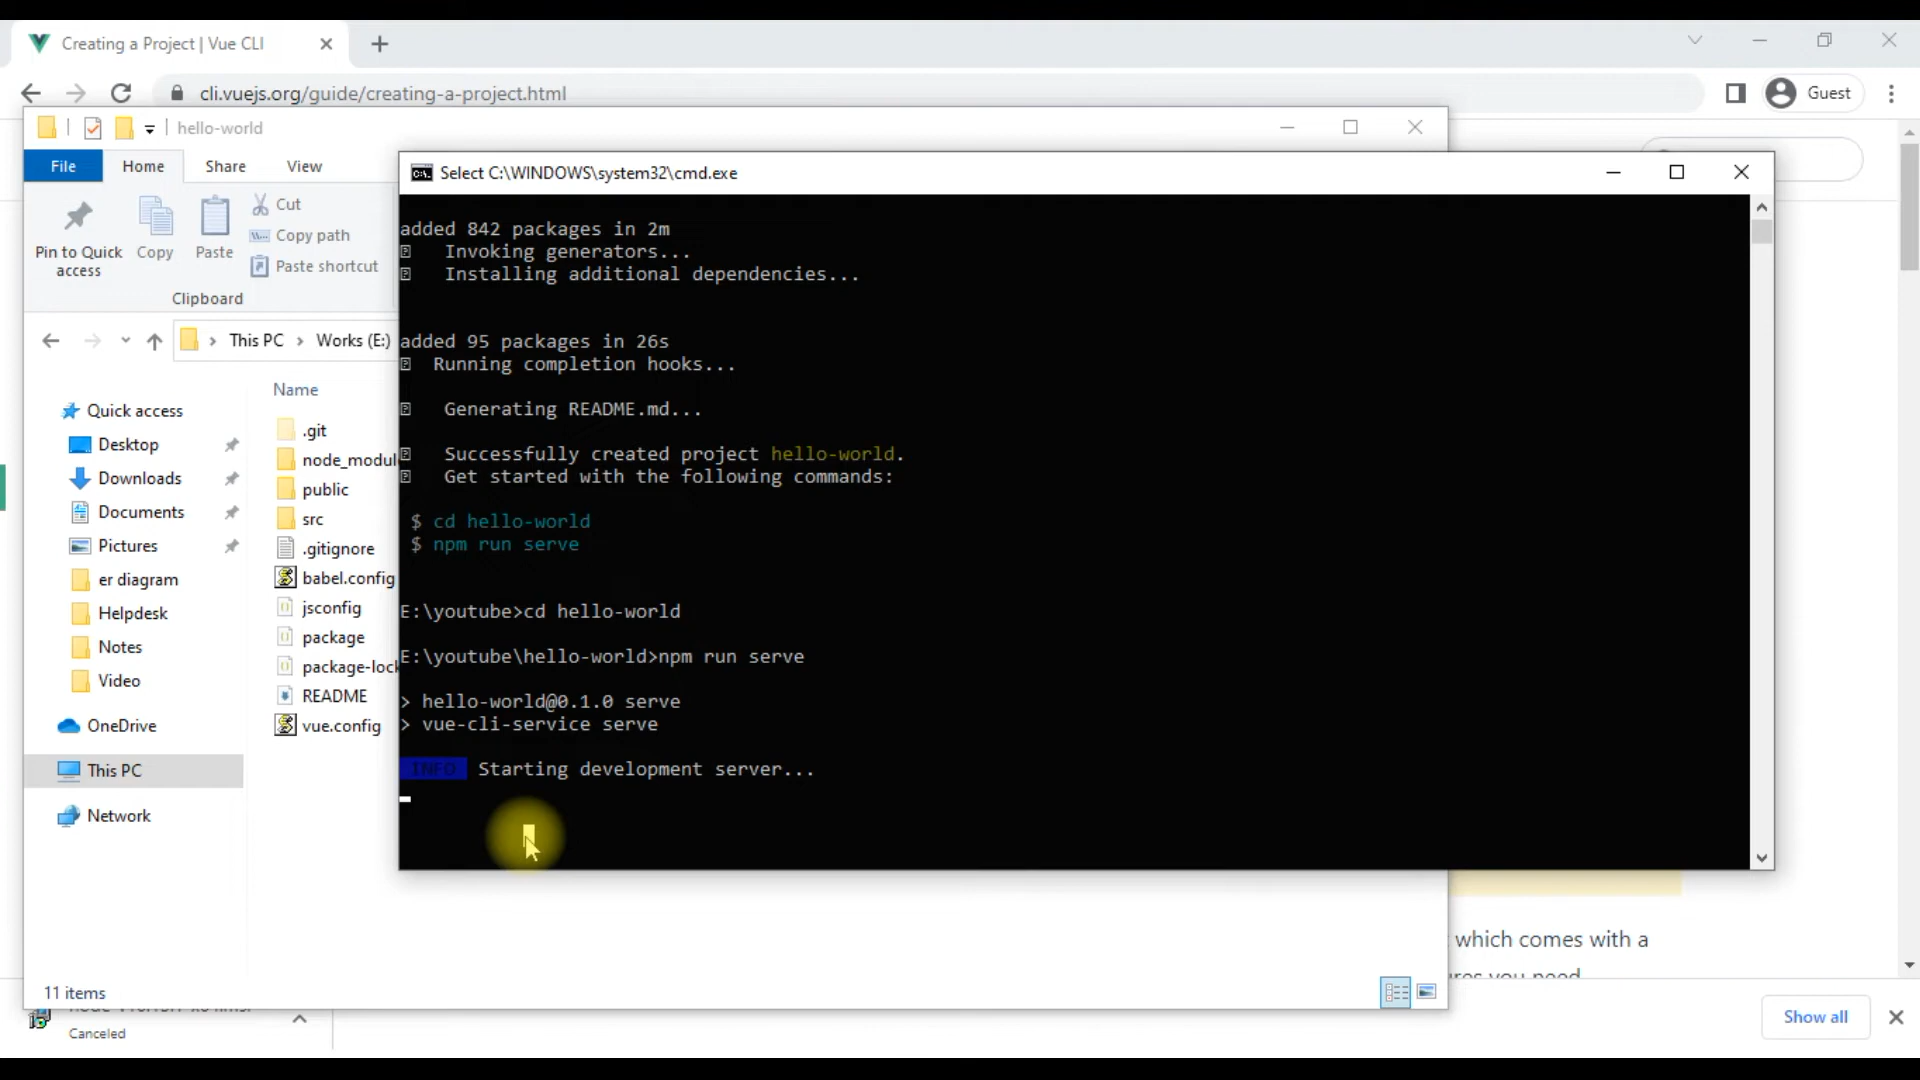 Creating a Project | Vue CLI
cli.vuejs.org/guide/creating-a-project.html
Guest
hello-world
File Home Share View
Pin to Quick access
Copy
Paste
Cut
Copy path
Paste shortcut
Clipboard
This PC > Works (E:)
Name
Quick access
Desktop
Downloads
Documents
Pictures
er diagram
Helpdesk
Notes
Video
OneDrive
This PC
Network
.git
node_modul
public
src
.gitignore
babel.config
jsconfig
package
package-lock
README
vue.config
11 items
Select C:\WINDOWS\system32\cmd.exe
added 842 packages in 2m
Invoking generators...
Installing additional dependencies...
added 95 packages in 26s
Running completion hooks...
Generating README.md...
Successfully created project hello-world.
Get started with the following commands:
$ cd hello-world
$ npm run serve
E:\youtube>cd hello-world
E:\youtube\hello-world>npm run serve
> hello-world@0.1.0 serve
> vue-cli-service serve
INFO Starting development server...
which comes with a
you need
Canceled
Show all